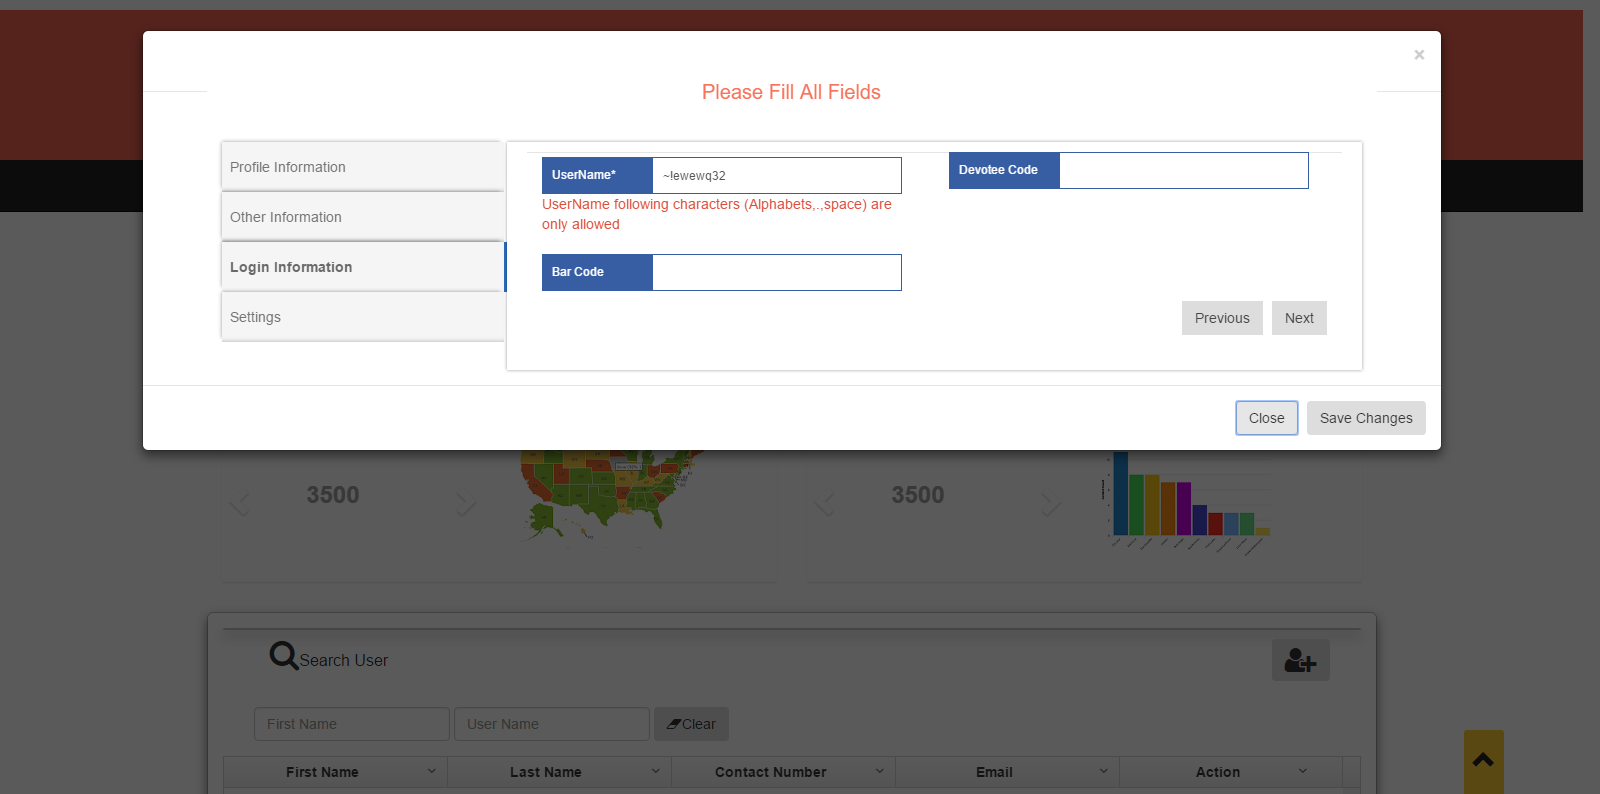 ×
Please Fill All Fields
Profile Information
Other Information
Login Information
Settings
UserName* ~!ewewq32
Devotee Code
UserName following characters (Alphabets,.,space) are
only allowed
Bar Code
Previous Next
Close Save Changes
3500
3500
Search User
First Name User Name Clear
First Name Last Name Contact Number Email Action